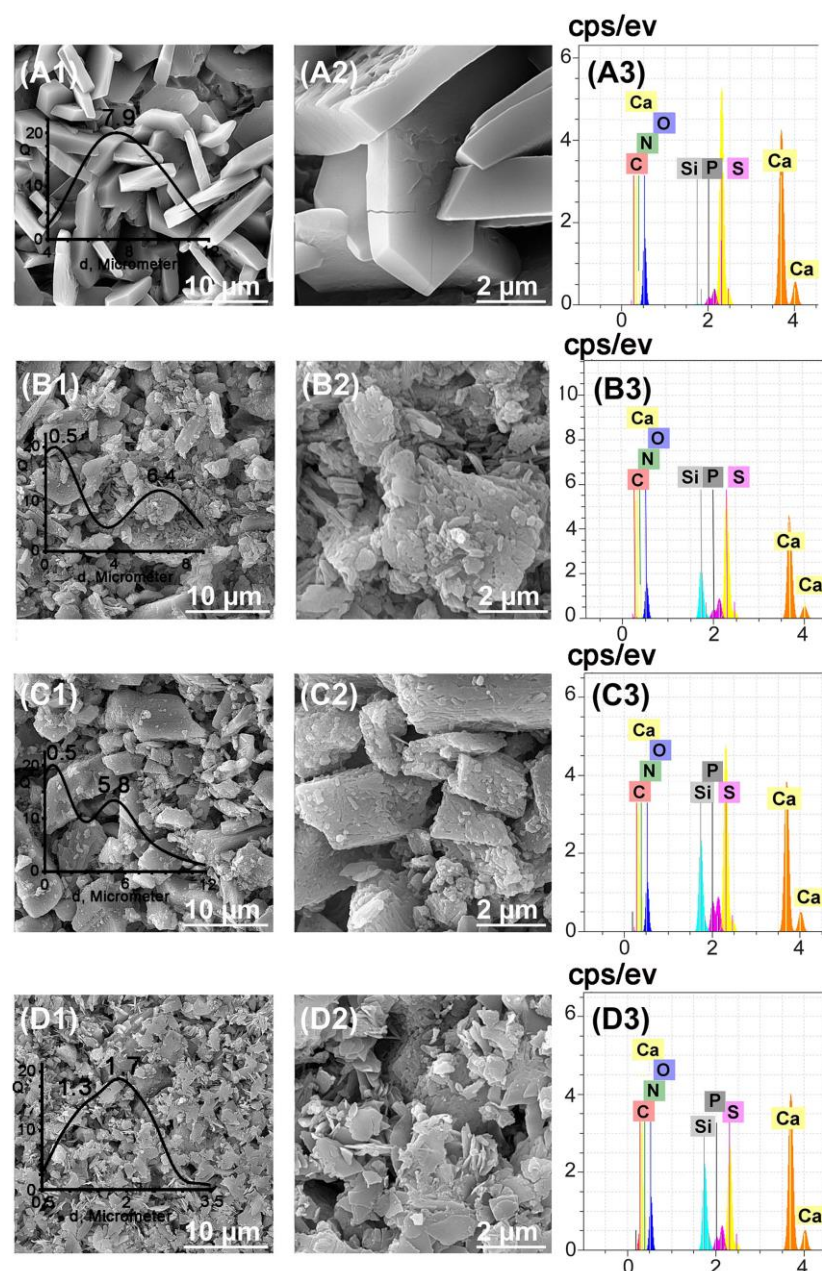 cps/ev
(A1)
7.9
20
Q
10
0
4
8
12
d, Micrometer
10 µm
(A2)
2 µm
(A3)
6
4
2
0
Ca
O
N
C
Si P S
Ca
Ca
0 2 4
cps/ev
(B1)
0.5
6.4
20
Q
10
0
0 4 8
d, Micrometer
10 µm
(B2)
2 µm
(B3)
10
8
6
4
2
0
Ca
O
N
C
Si P S
Ca
Ca
0 2 4
cps/ev
(C1)
0.5
5.8
20
10
0
0 6 12
d, Micrometer
10 µm
(C2)
2 µm
(C3)
6
4
2
0
Ca
O
N
P
C
Si S
Ca
Ca
0 2 4
cps/ev
(D1)
1.3
1.7
20
Q
10
0
0.5 2 3.5
d, Micrometer
10 µm
(D2)
2 µm
(D3)
6
4
2
0
Ca
O
N
P
C
S
Si
Ca
Ca
0 2 4